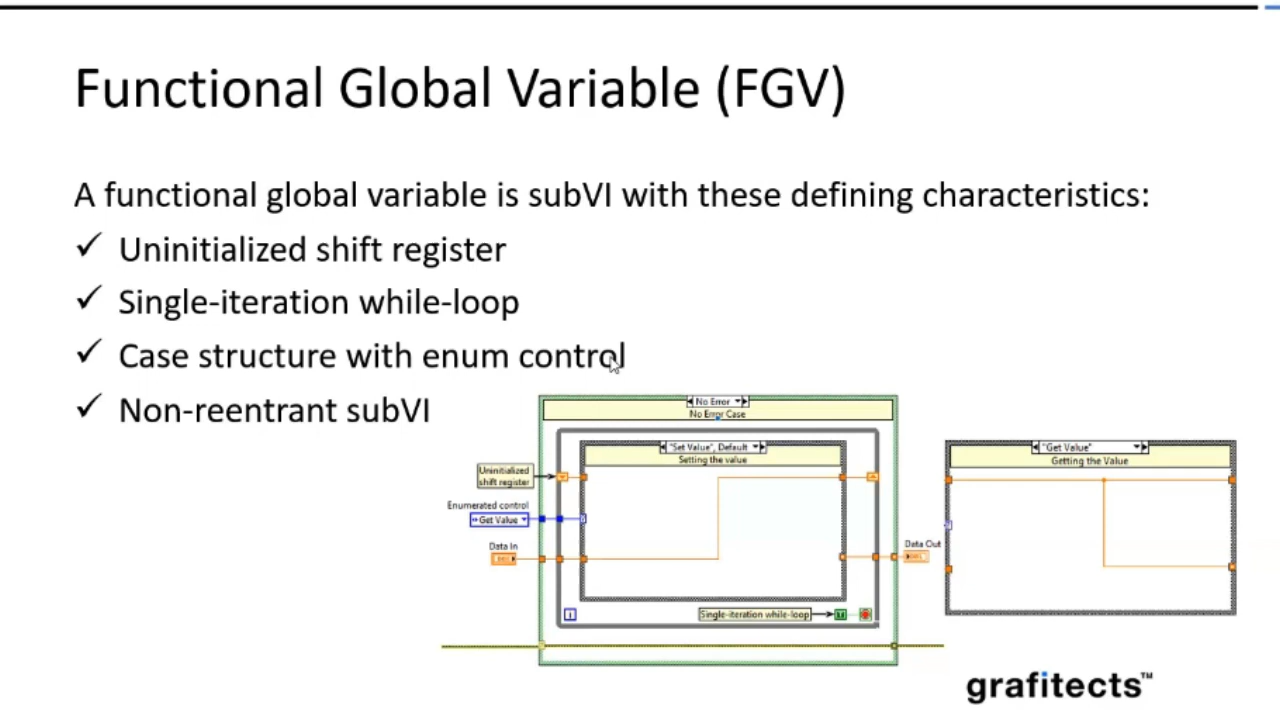 Functional Global Variable (FGV)
A functional global variable is subVI with these defining characteristics:
✓ Uninitialized shift register
✓ Single-iteration while-loop
✓ Case structure with enum control
✓ Non-reentrant subVI
No Error
No Error Case
"Set Value", Default
Setting the value
Uninitialized
shift register
Enumerated control
Get Value
Data In
Data Out
i
Single-iteration while-loop
T
"Get Value"
Getting the Value
grafitects™